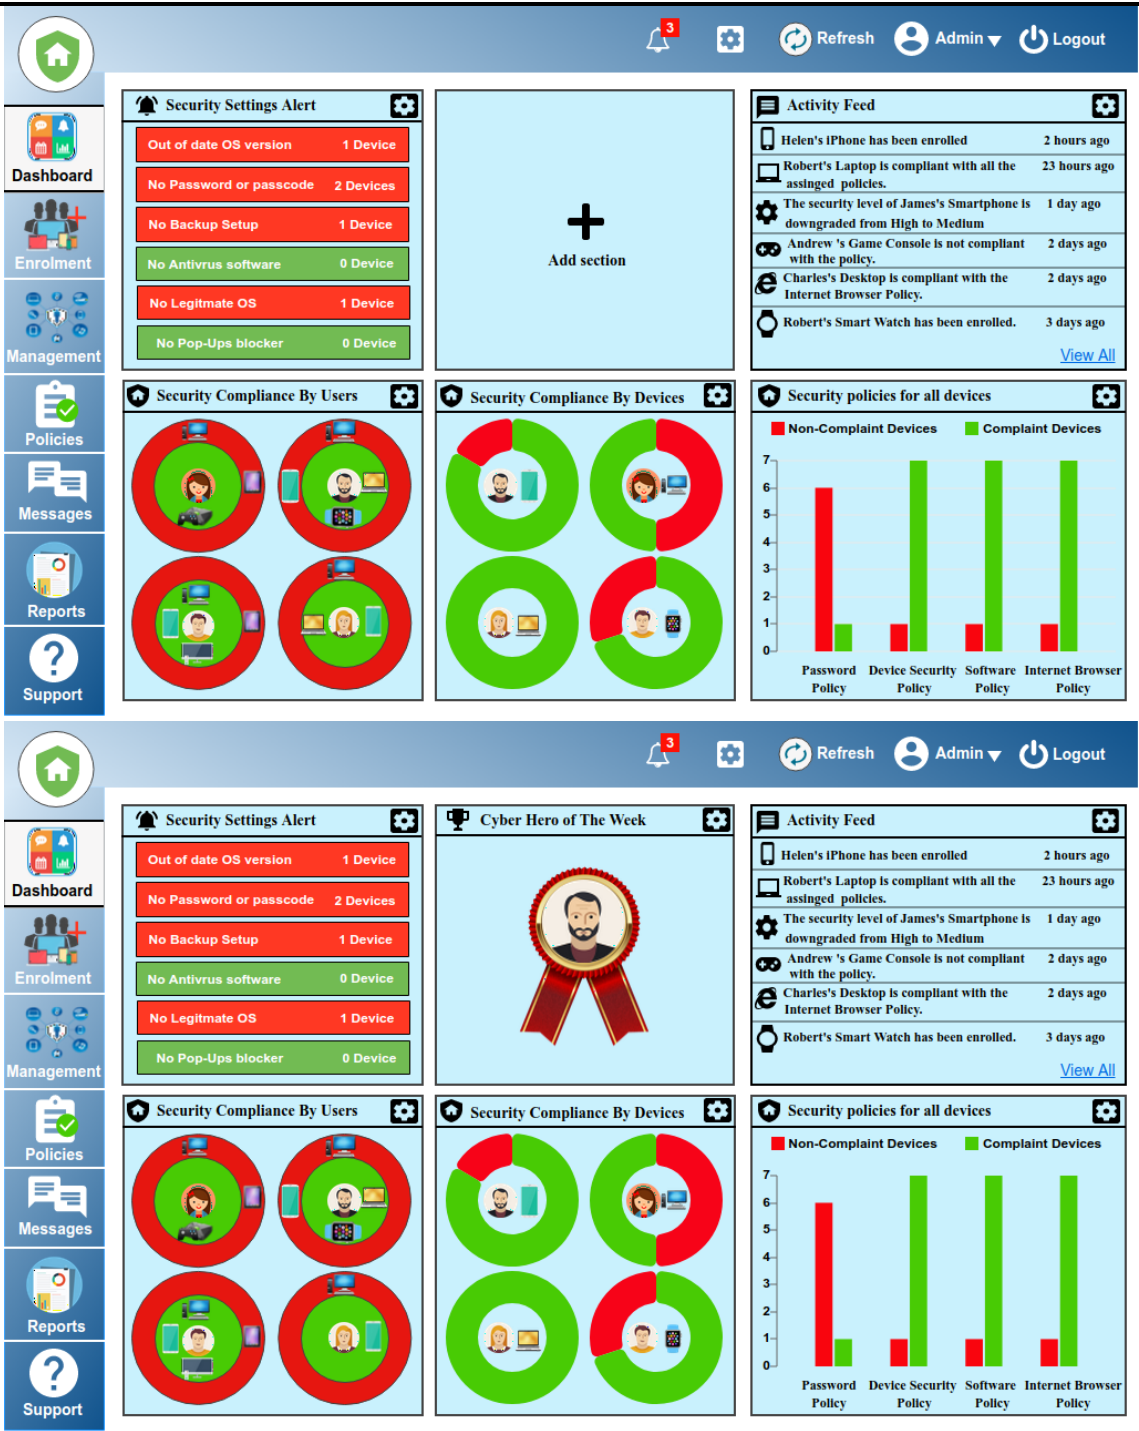 3
Refresh
Admin
Logout
Dashboard
Enrolment
Management
Policies
Messages
Reports
Support
Security Settings Alert
Out of date OS version 1 Device
No Password or passcode 2 Devices
No Backup Setup 1 Device
No Antivrus software 0 Device
No Legitmate OS 1 Device
No Pop-Ups blocker 0 Device
Add section
Activity Feed
Helen's iPhone has been enrolled 2 hours ago
Robert's Laptop is compliant with all the 23 hours ago
assinged policies.
The security level of James's Smartphone is 1 day ago
downgraded from High to Medium
Andrew 's Game Console is not compliant 2 days ago
with the policy.
Charles's Desktop is compliant with the 2 days ago
Internet Browser Policy.
Robert's Smart Watch has been enrolled. 3 days ago
View All
Security Compliance By Users
Security Compliance By Devices
Security policies for all devices
Non-Complaint Devices Complaint Devices
7
6
5
4
3
2
1
0
Password Device Security Software Internet Browser
Policy Policy Policy Policy
3
Refresh
Admin
Logout
Dashboard
Enrolment
Management
Policies
Messages
Reports
Support
Security Settings Alert
Out of date OS version 1 Device
No Password or passcode 2 Devices
No Backup Setup 1 Device
No Antivrus software 0 Device
No Legitmate OS 1 Device
No Pop-Ups blocker 0 Device
Cyber Hero of The Week
Activity Feed
Helen's iPhone has been enrolled 2 hours ago
Robert's Laptop is compliant with all the 23 hours ago
assinged policies.
The security level of James's Smartphone is 1 day ago
downgraded from High to Medium
Andrew 's Game Console is not compliant 2 days ago
with the policy.
Charles's Desktop is compliant with the 2 days ago
Internet Browser Policy.
Robert's Smart Watch has been enrolled. 3 days ago
View All
Security Compliance By Users
Security Compliance By Devices
Security policies for all devices
Non-Complaint Devices Complaint Devices
7
6
5
4
3
2
1
0
Password Device Security Software Internet Browser
Policy Policy Policy Policy